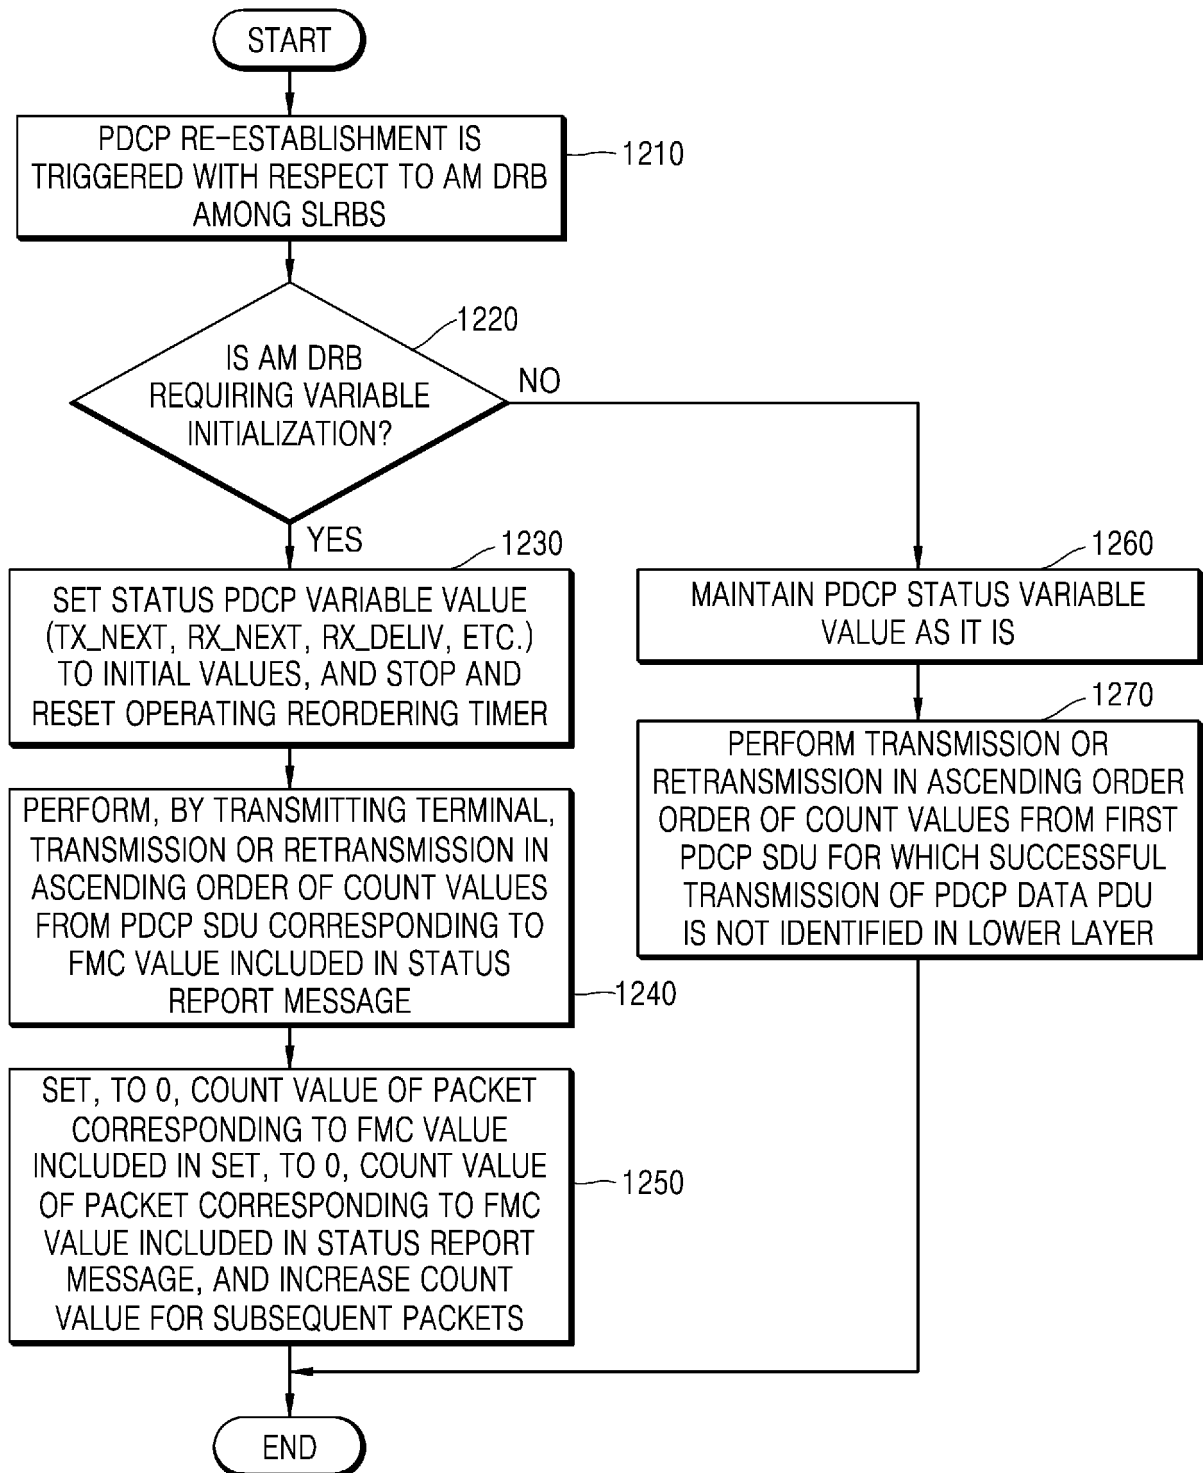 START
PDCP RE-ESTABLISHMENT IS
TRIGGERED WITH RESPECT TO AM DRB
AMONG SLRBS
1210
1220
IS AM DRB
REQUIRING VARIABLE
INITIALIZATION?
NO
YES
1230
SET STATUS PDCP VARIABLE VALUE
(TX_NEXT, RX_NEXT, RX_DELIV, ETC.)
TO INITIAL VALUES, AND STOP AND
RESET OPERATING REORDERING TIMER
PERFORM, BY TRANSMITTING TERMINAL,
TRANSMISSION OR RETRANSMISSION IN
ASCENDING ORDER OF COUNT VALUES
FROM PDCP SDU CORRESPONDING TO
FMC VALUE INCLUDED IN STATUS
REPORT MESSAGE
1240
SET, TO 0, COUNT VALUE OF PACKET
CORRESPONDING TO FMC VALUE
INCLUDED IN SET, TO 0, COUNT VALUE
OF PACKET CORRESPONDING TO FMC
VALUE INCLUDED IN STATUS REPORT
MESSAGE, AND INCREASE COUNT
VALUE FOR SUBSEQUENT PACKETS
1250
1260
MAINTAIN PDCP STATUS VARIABLE
VALUE AS IT IS
1270
PERFORM TRANSMISSION OR
RETRANSMISSION IN ASCENDING ORDER
ORDER OF COUNT VALUES FROM FIRST
PDCP SDU FOR WHICH SUCCESSFUL
TRANSMISSION OF PDCP DATA PDU
IS NOT IDENTIFIED IN LOWER LAYER
END